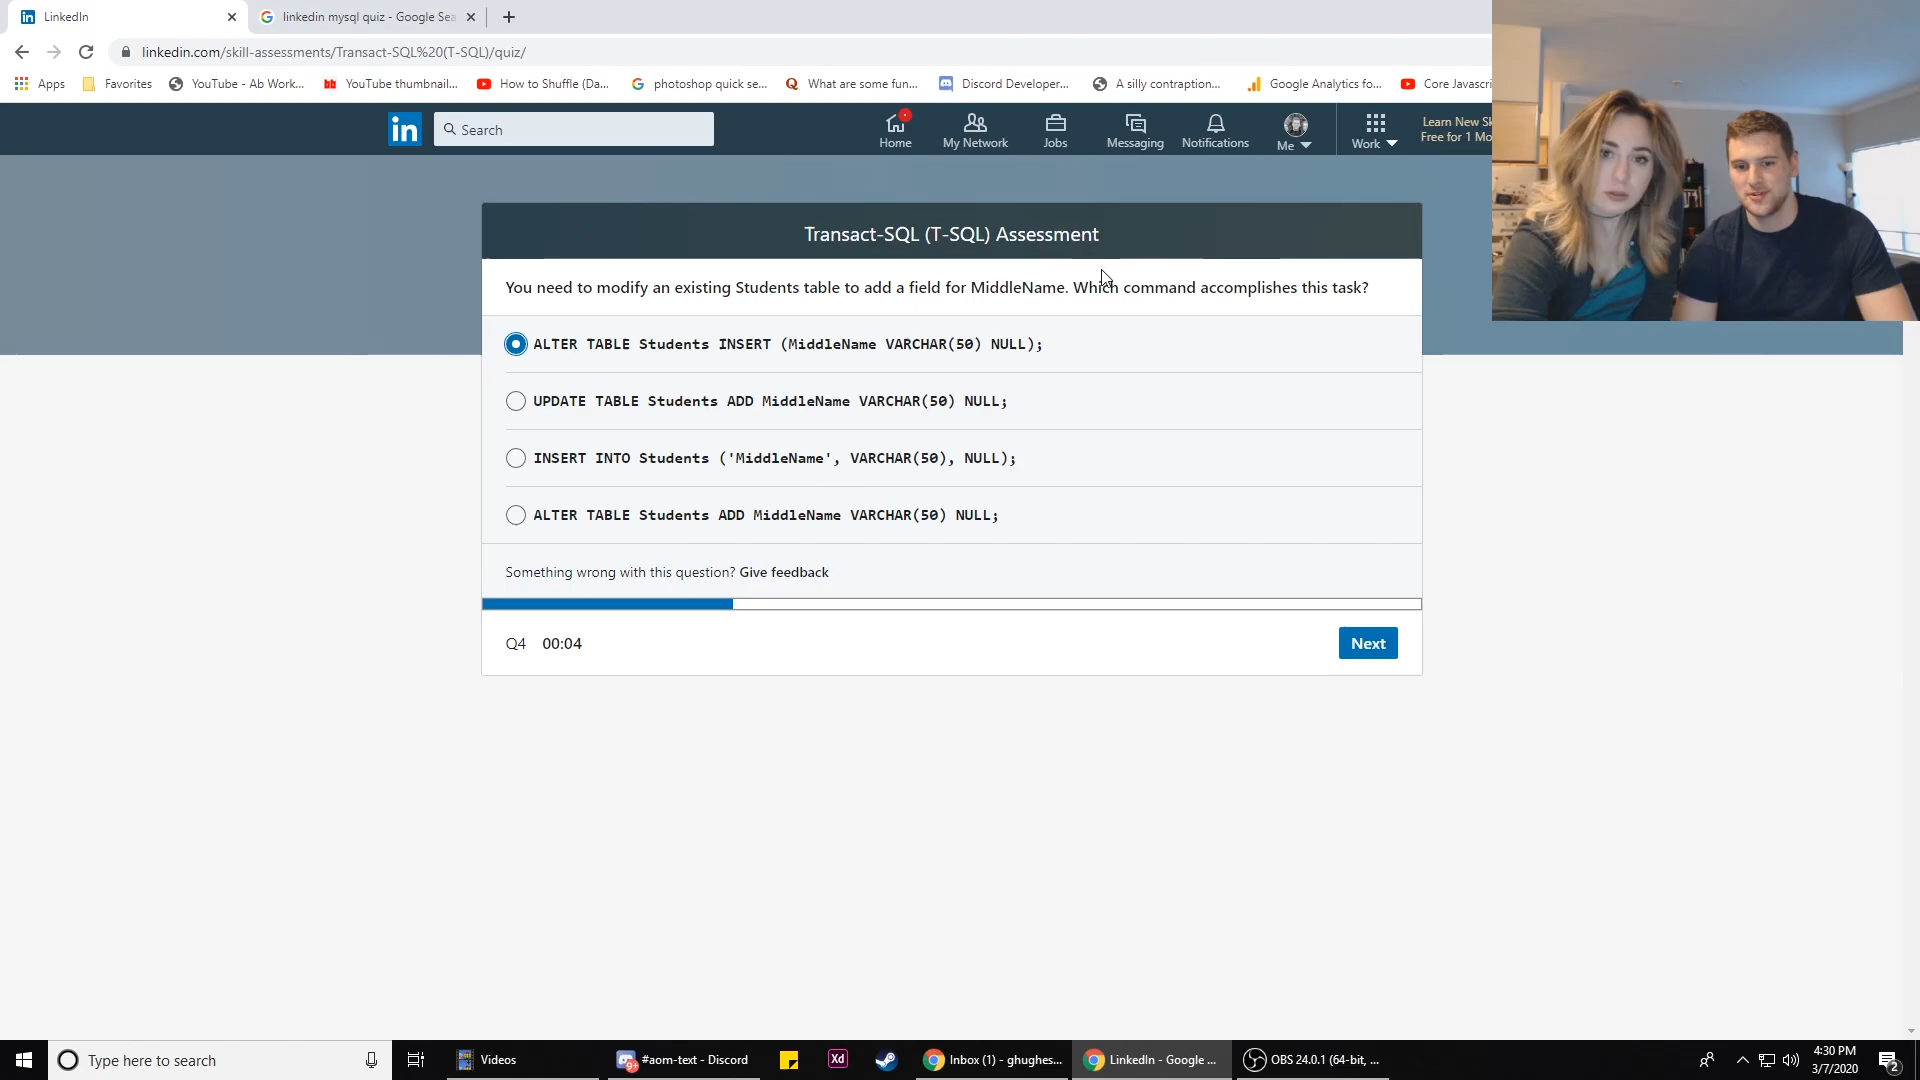 LinkedIn
linkedin mysql quiz - Google Sea
linkedin.com/skill-assessments/Transact-SQL%20(T-SQL)/quiz/
Apps
Favorites
YouTube - Ab Work...
YouTube thumbnail...
How to Shuffle (Da...
photoshop quick se...
What are some fun...
Discord Developer...
A silly contraption...
Google Analytics fo...
Core Javascri
in
Search
Home
My Network
Jobs
Messaging
Notifications
Me
Work
Learn New Sk
Free for 1 Mo
Transact-SQL (T-SQL) Assessment
You need to modify an existing Students table to add a field for MiddleName. Which command accomplishes this task?
ALTER TABLE Students INSERT (MiddleName VARCHAR(50) NULL);
UPDATE TABLE Students ADD MiddleName VARCHAR(50) NULL;
INSERT INTO Students ('MiddleName', VARCHAR(50), NULL);
ALTER TABLE Students ADD MiddleName VARCHAR(50) NULL;
Something wrong with this question? Give feedback
Q4 00:04
Next
Type here to search
Videos
#aom-text - Discord
Xd
Inbox (1) - ghughes...
LinkedIn - Google ...
OBS 24.0.1 (64-bit, ...
4:30 PM
3/7/2020
2